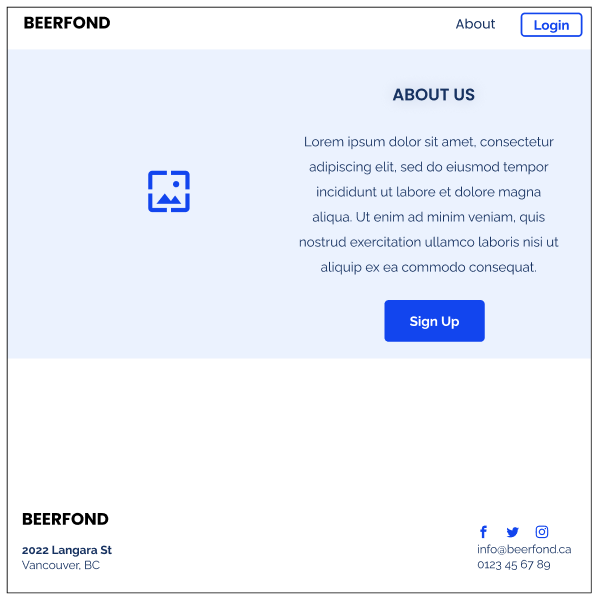 BEERFOND
About
Login
ABOUT US
Lorem ipsum dolor sit amet, consectetur
adipiscing elit, sed do eiusmod tempor
incididunt ut labore et dolore magna
aliqua. Ut enim ad minim veniam, quis
nostrud exercitation ullamco laboris nisi ut
aliquip ex ea commodo consequat.
Sign Up
BEERFOND
2022 Langara St
Vancouver, BC
info@beerfond.ca
0123 45 67 89